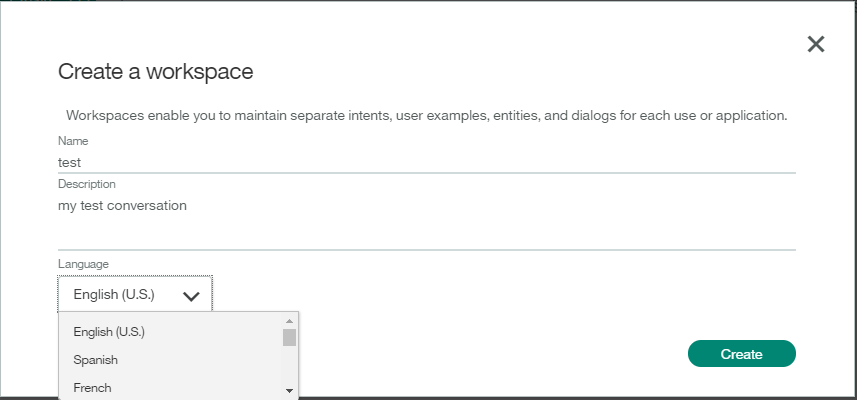 Create a workspace
Workspaces enable you to maintain separate intents, user examples, entities, and dialogs for each use or application.
Name
test
Description
my test conversation
Language
English (U.S.)
English (U.S.)
Spanish
French
Create